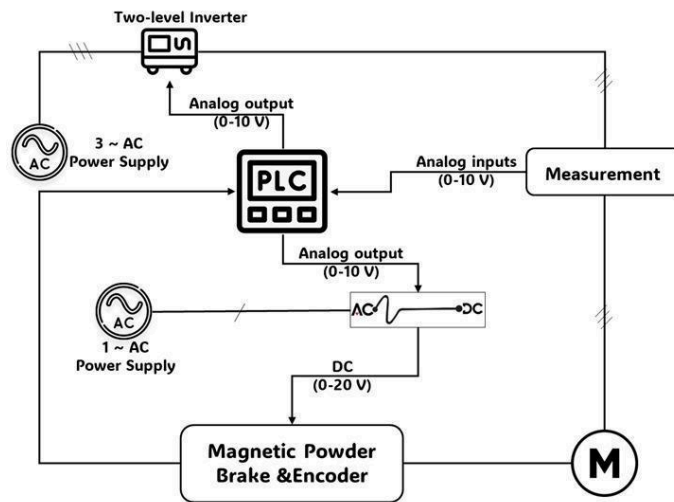 Two-level Inverter
Analog output
(0-10 V)
3 ~ AC
Power Supply
AC
PLC
Analog inputs
(0-10 V)
Measurement
Analog output
(0-10 V)
AC
1 ~ AC
Power Supply
AC
DC
DC
(0-20 V)
Magnetic Powder
Brake &Encoder
M